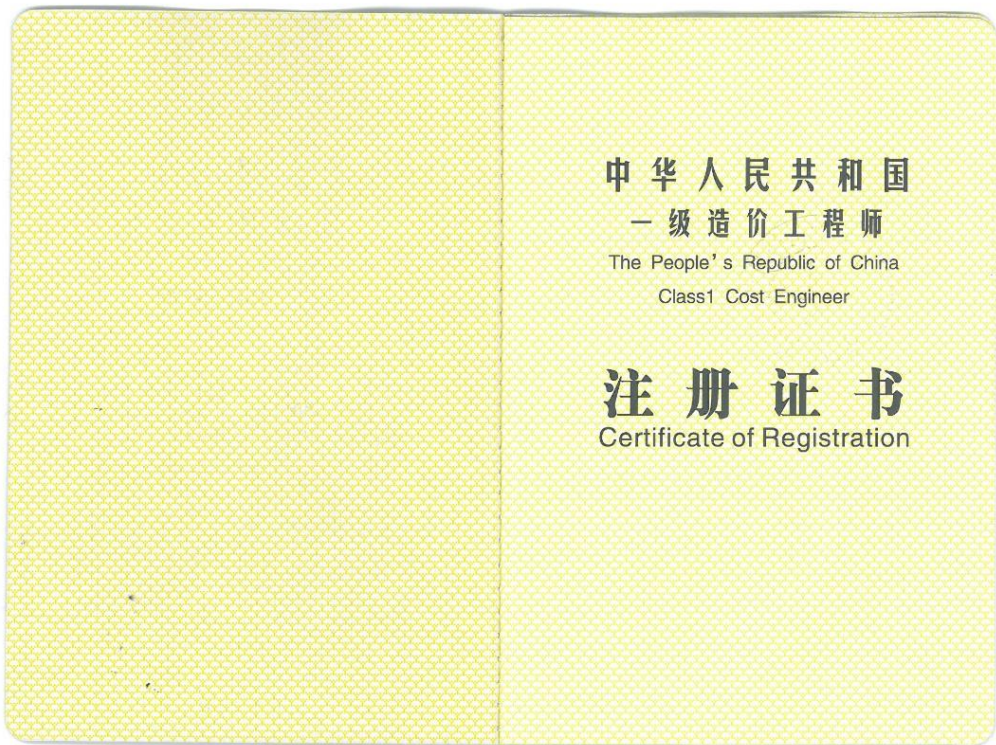 中华人民共和国
一级造价工程师
The People's Republic of China
Class1 Cost Engineer
注册证书
Certificate of Registration